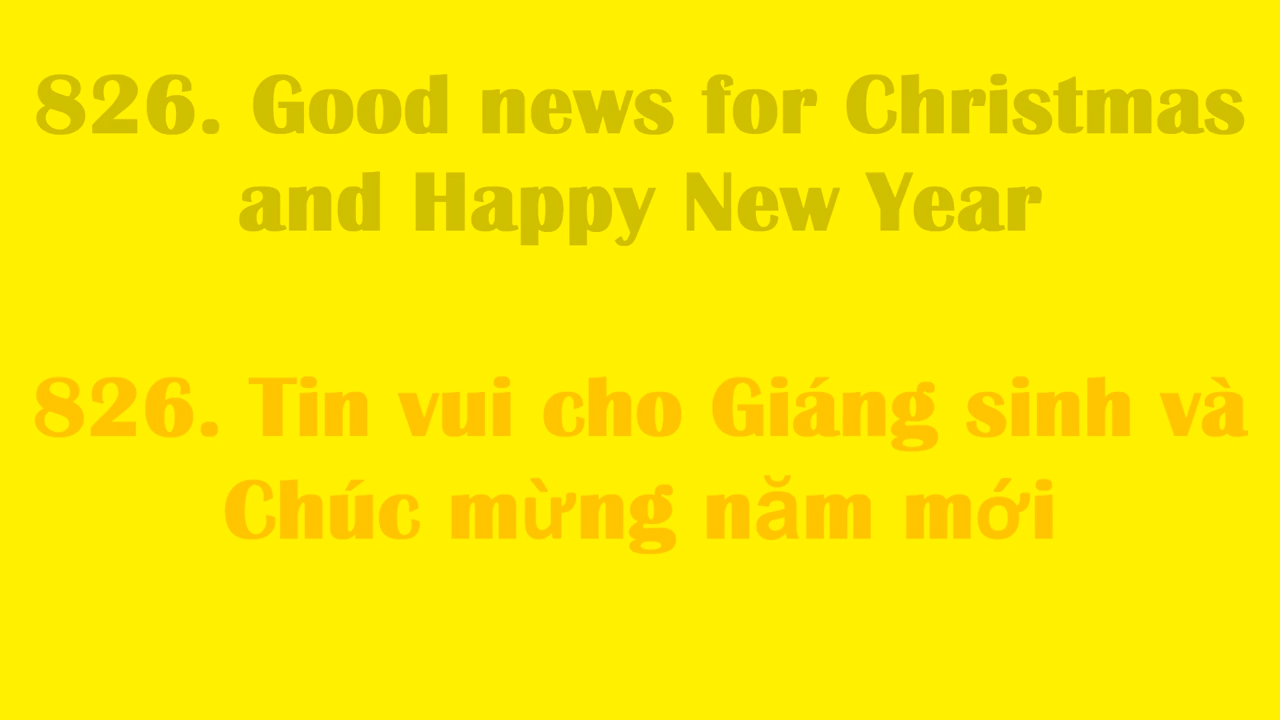 826. Good news for Christmas
and Happy New Year
826. Tin vui cho Giáng sinh và
Chúc mừng năm mới